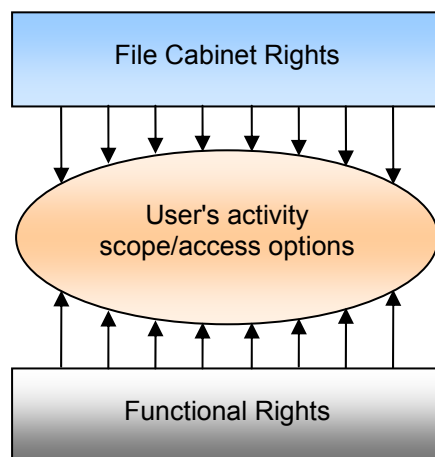 File Cabinet Rights
User's activity
scope/access options
Functional Rights